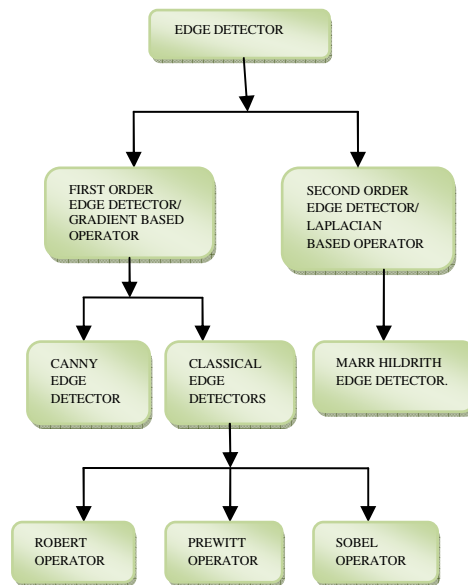 EDGE DETECTOR
FIRST ORDER
EDGE DETECTOR/
GRADIENT BASED
OPERATOR
SECOND ORDER
EDGE DETECTOR/
LAPLACIAN
BASED OPERATOR
CANNY
EDGE
DETECTOR
CLASSICAL
EDGE
DETECTORS
MARR HILDRITH
EDGE DETECTOR.
ROBERT
OPERATOR
PREWITT
OPERATOR
SOBEL
OPERATOR